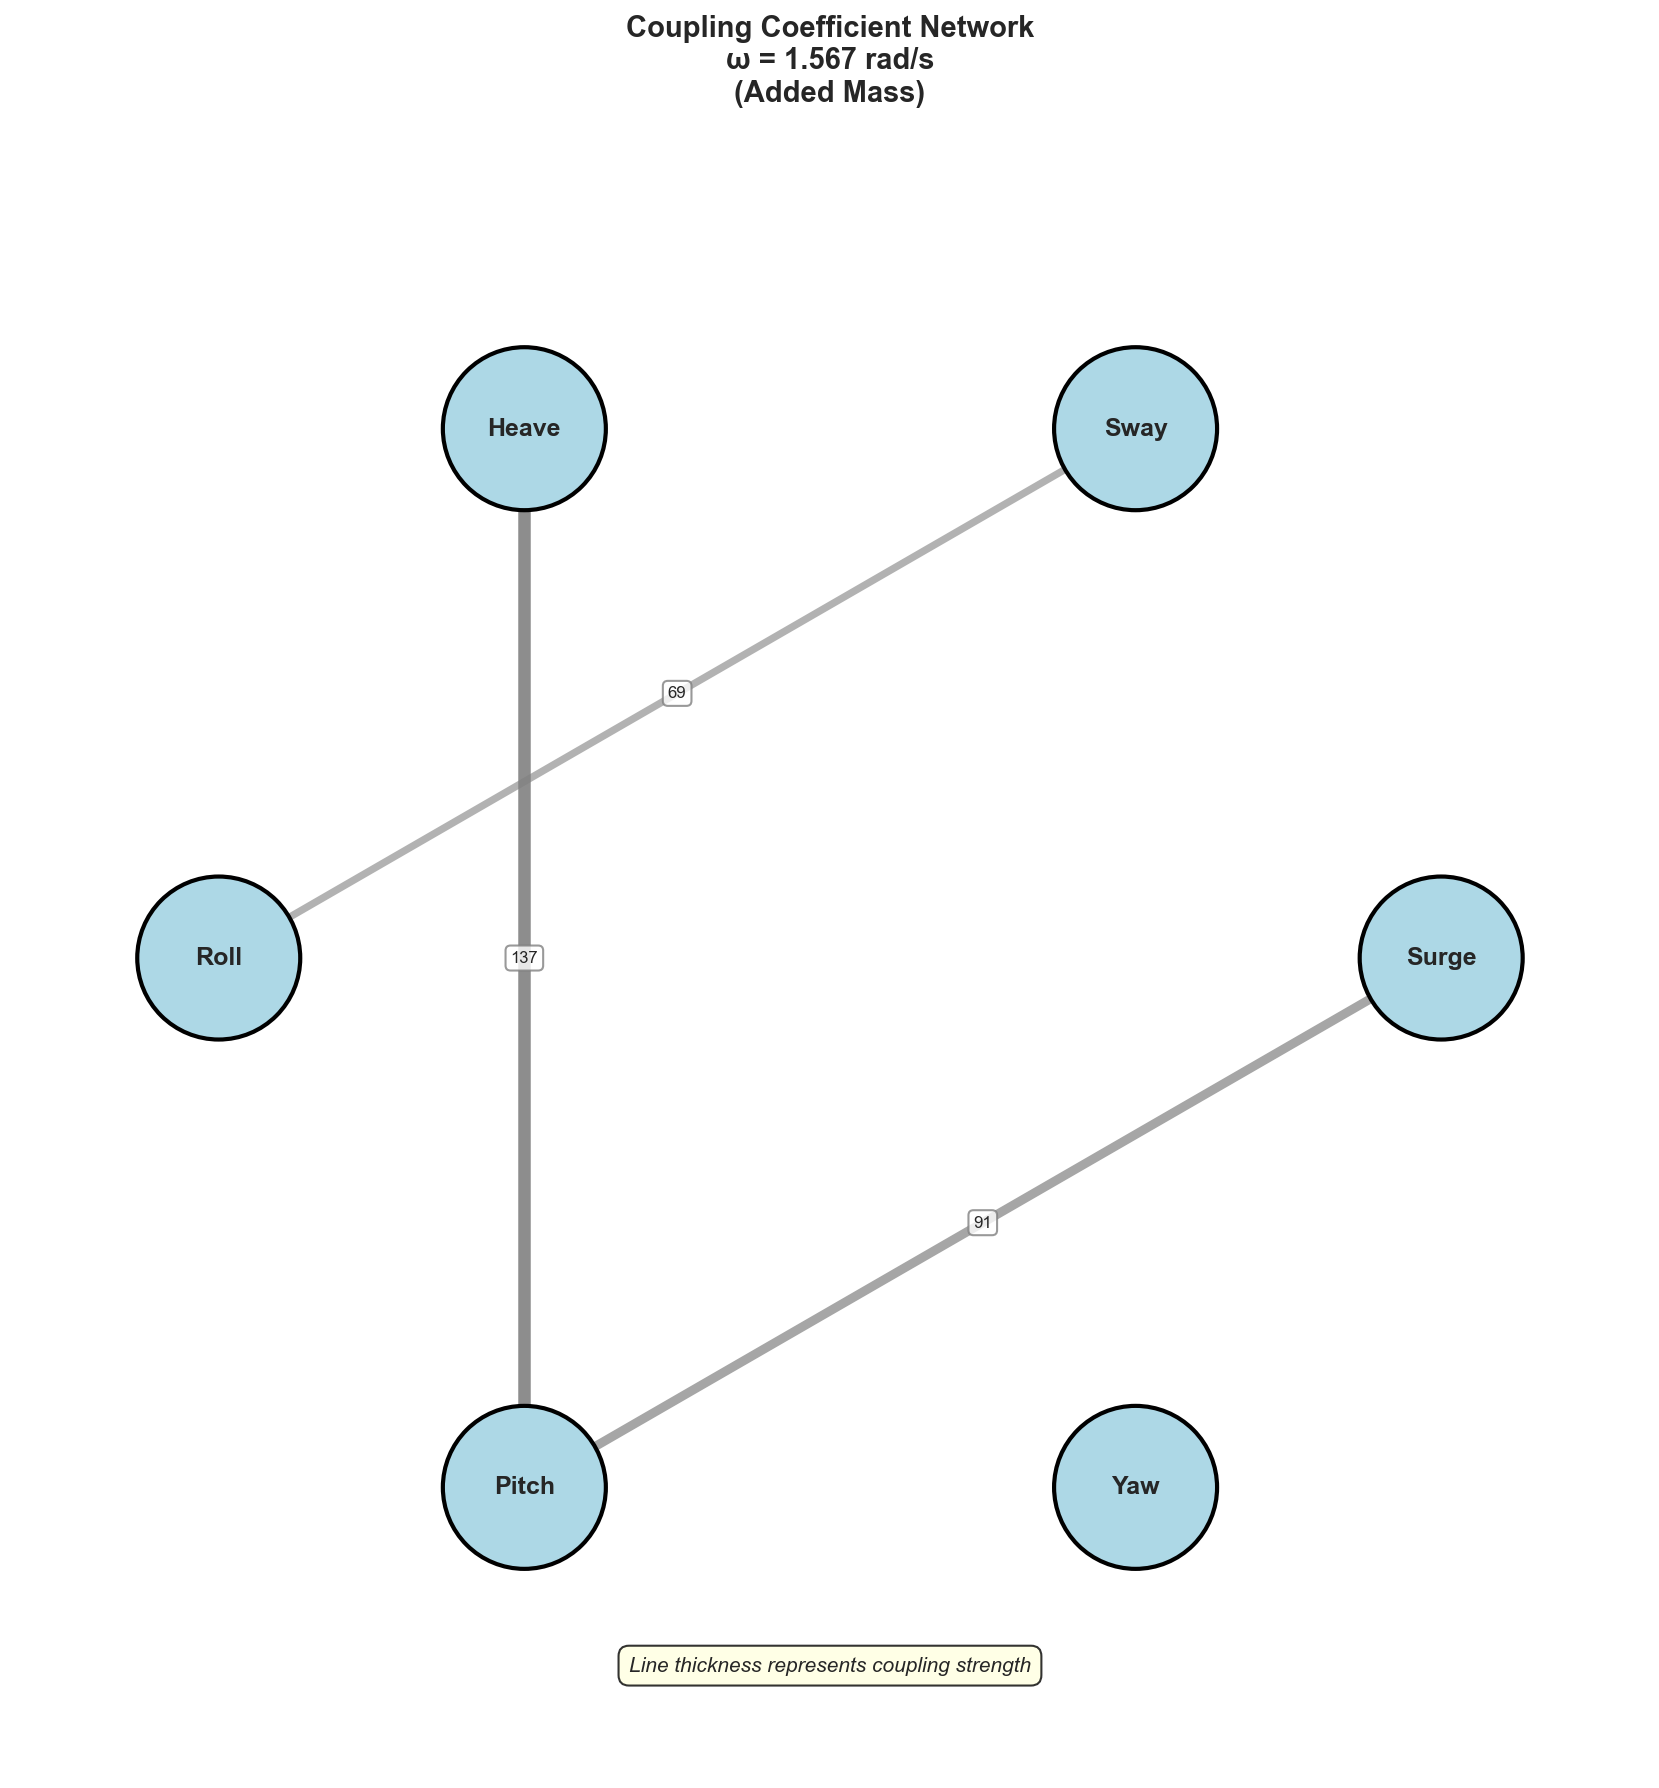 Coupling Coefficient Network
ω = 1.567 rad/s
(Added Mass)
Heave
Sway
69
Roll
137
Surge
91
Pitch
Yaw
Line thickness represents coupling strength